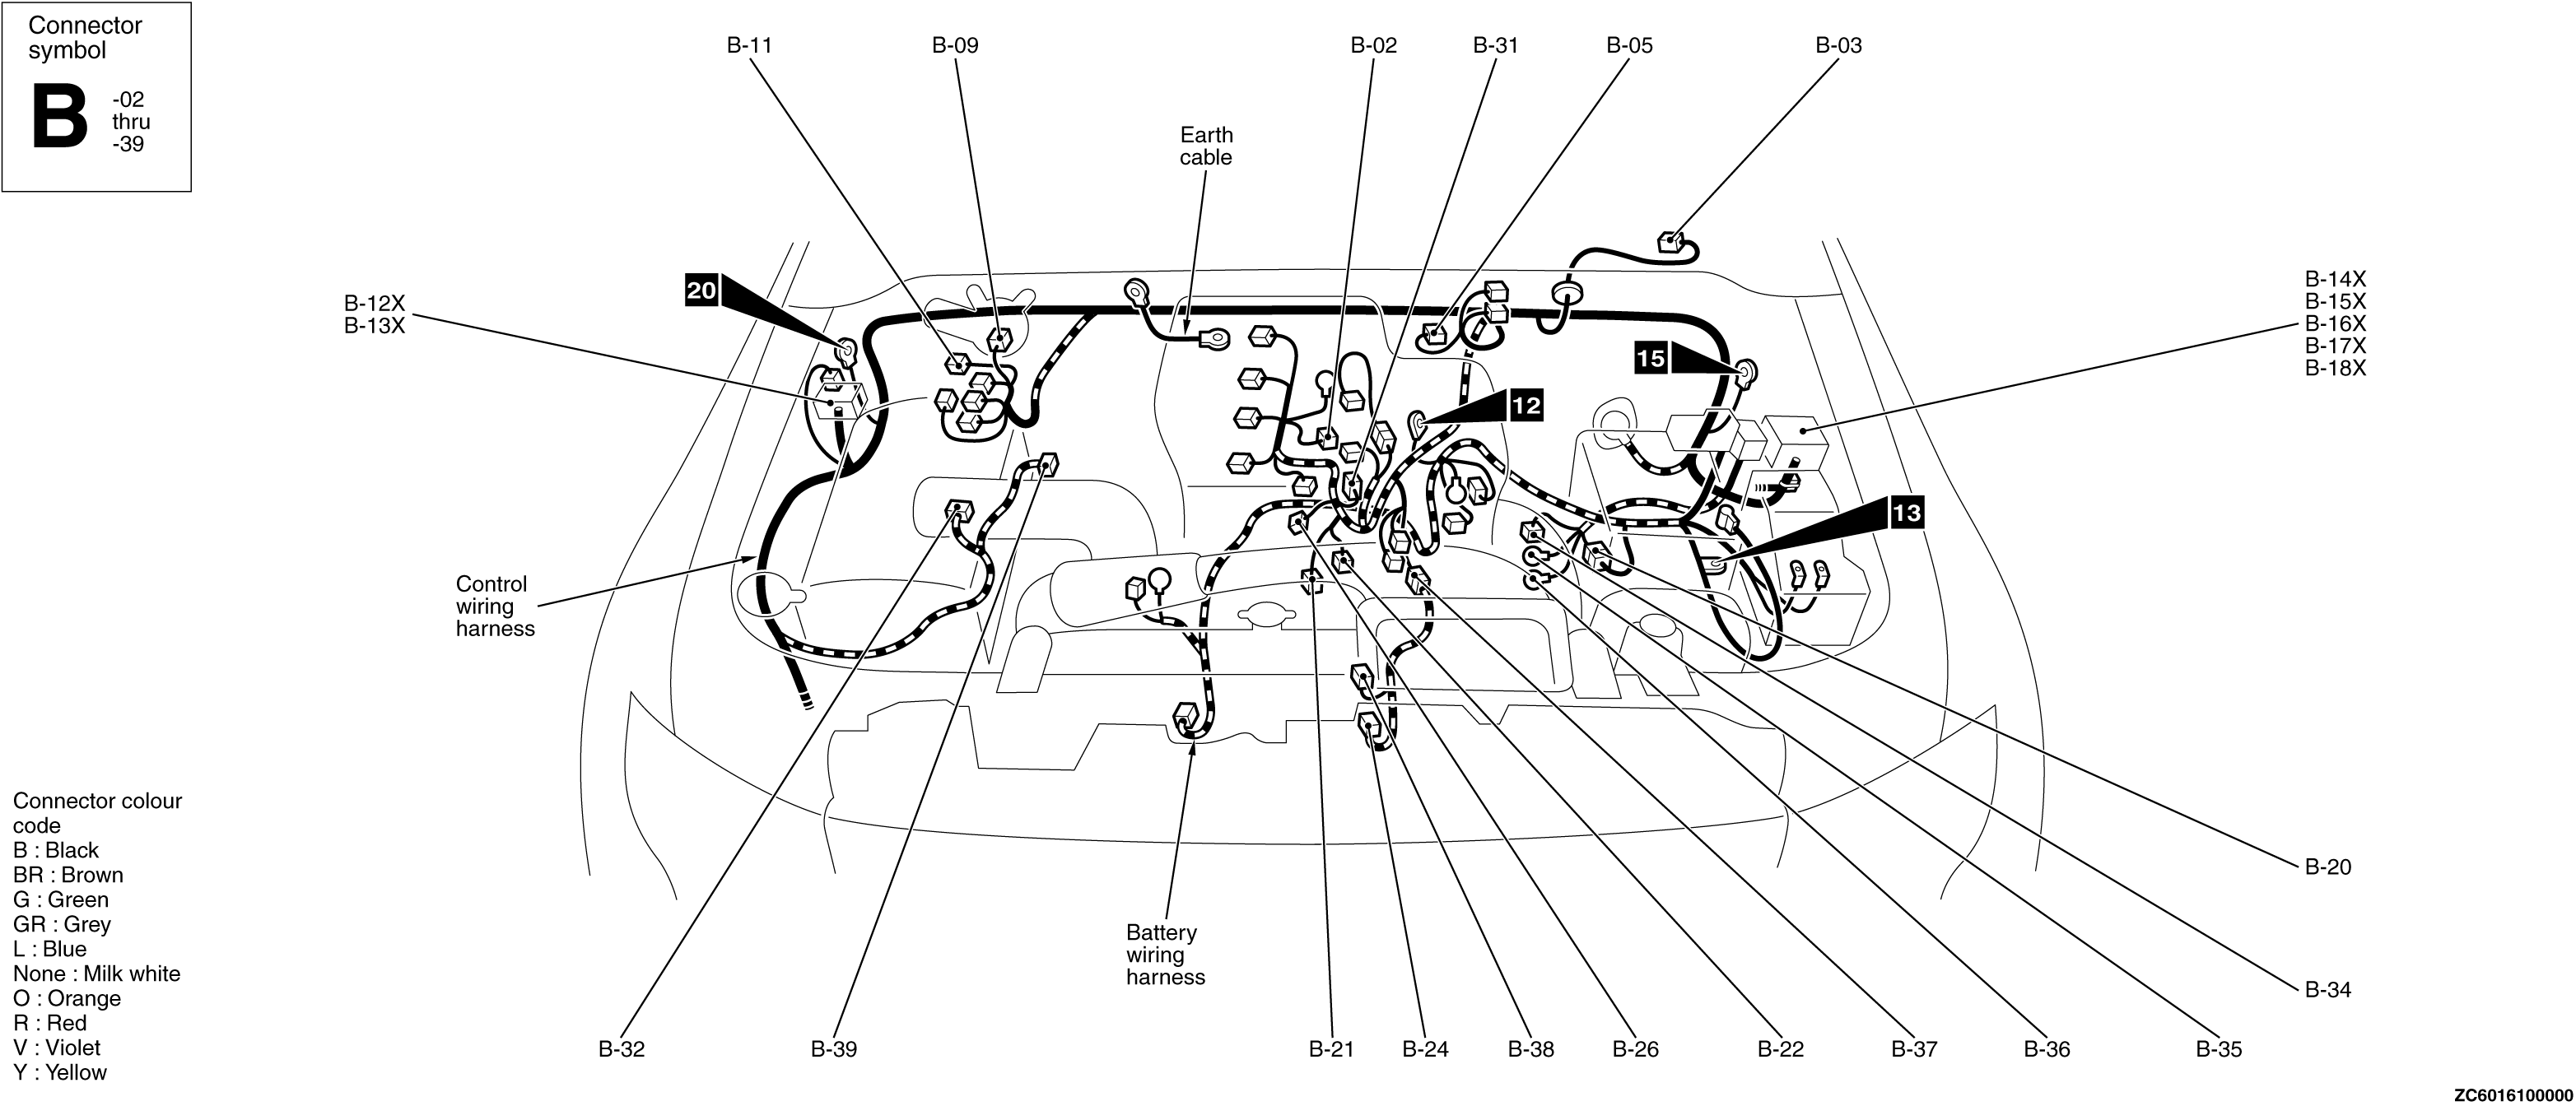 Connector
symbol
B
-02
thru
-39
B-11
B-09
B-02
B-31
B-05
B-03
Earth
cable
20
B-12X
B-13X
B-14X
B-15X
B-16X
B-17X
B-18X
15
12
13
Control
wiring
harness
Connector colour
code
B : Black
BR : Brown
G : Green
GR : Grey
L : Blue
None : Milk white
O : Orange
R : Red
V : Violet
Y : Yellow
Battery
wiring
harness
B-20
B-34
B-32
B-39
B-21
B-24
B-38
B-26
B-22
B-37
B-36
B-35
ZC6016100000